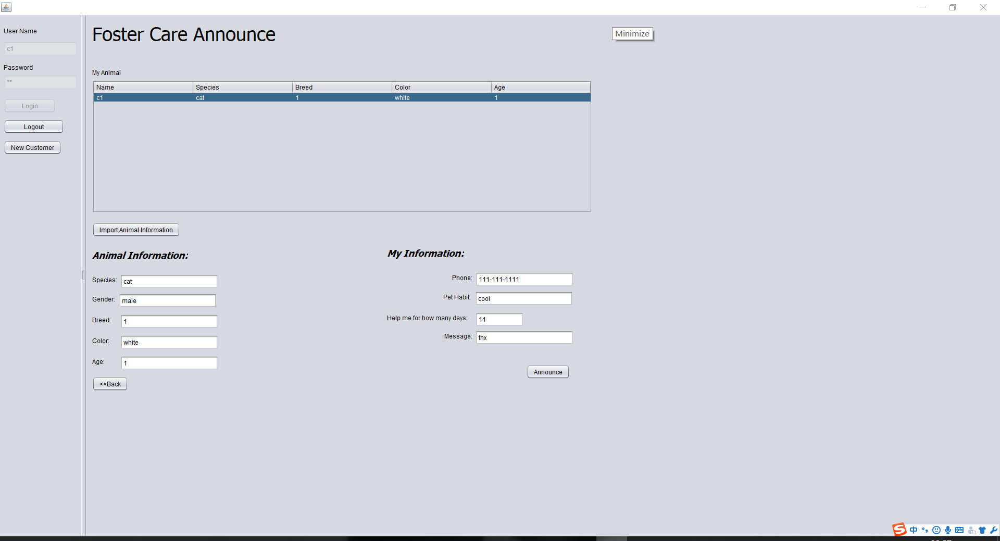 User Name
c1
Password
**
Login
Logout
New Customer
Foster Care Announce
Minimize
My Animal
Name Species Breed Color Age
c1 cat 1 white 1
Import Animal Information
Animal Information:
Species: cat
Gender: male
Breed: 1
Color: white
Age: 1
<<Back
My Information:
Phone: 111-111-1111
Pet Habit: cool
Help me for how many days: 11
Message: thx
Announce
S 中 °,